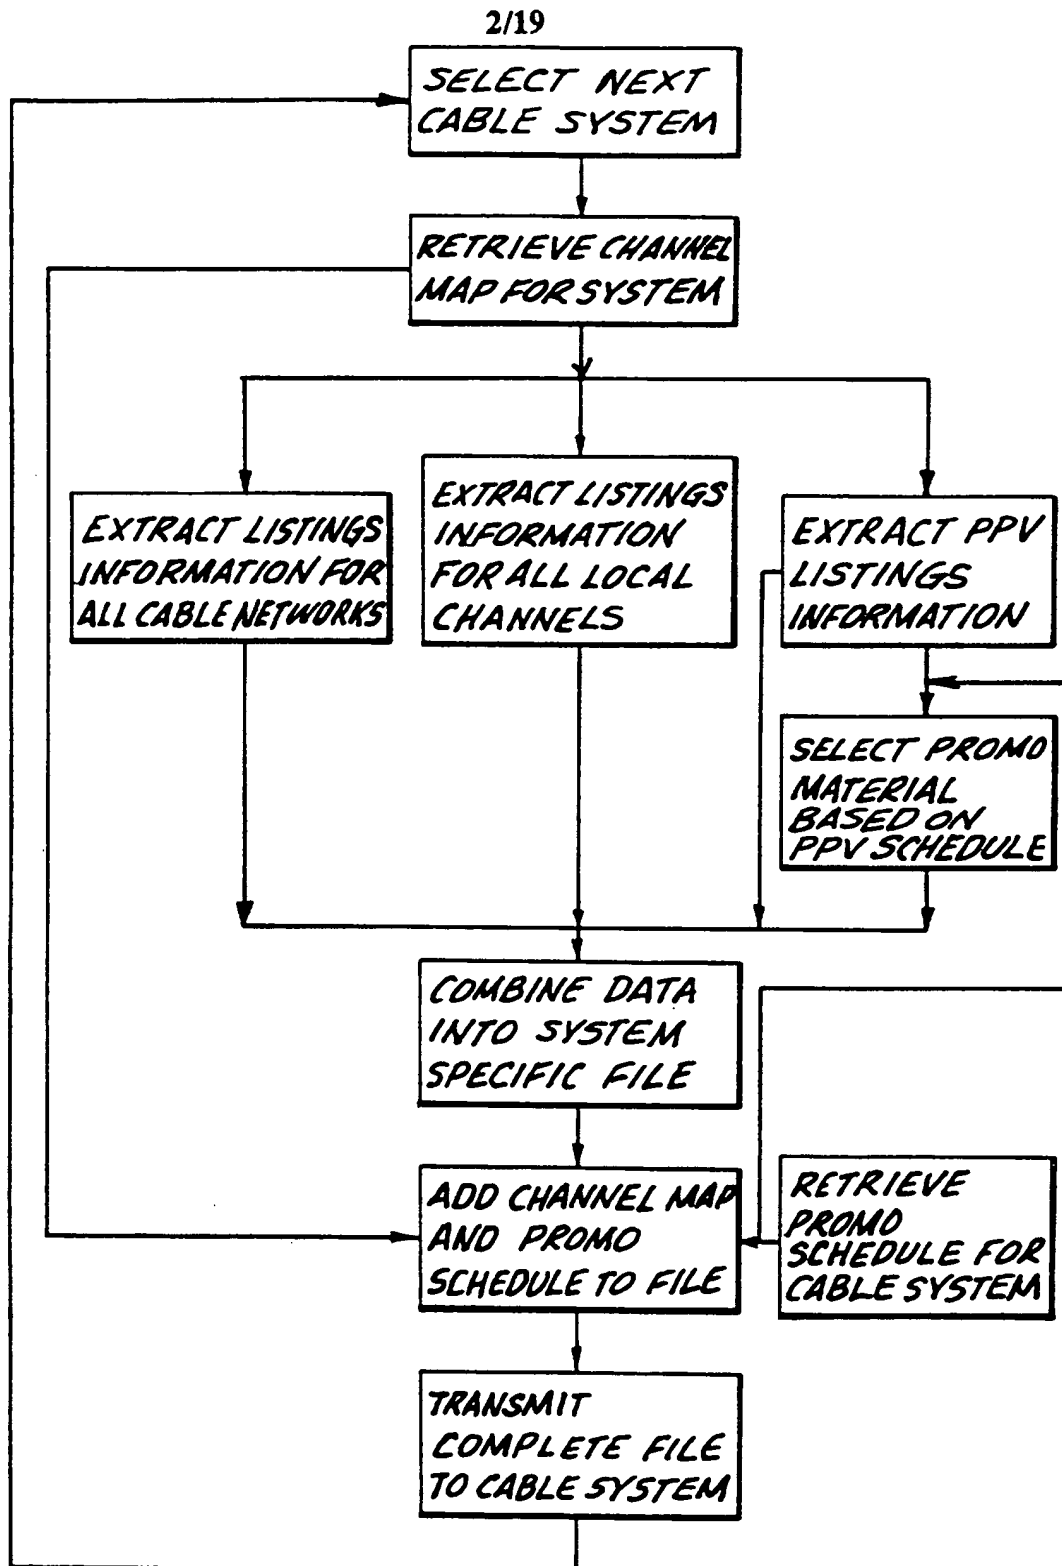 2/19
SELECT NEXT
CABLE SYSTEM
RETRIEVE CHANNEL
MAP FOR SYSTEM
EXTRACT LISTINGS
INFORMATION FOR
ALL CABLE NETWORKS
EXTRACT LISTINGS
INFORMATION
FOR ALL LOCAL
CHANNELS
EXTRACT PPV
LISTINGS
INFORMATION
SELECT PROMO
MATERIAL
BASED ON
PPV SCHEDULE
COMBINE DATA
INTO SYSTEM
SPECIFIC FILE
ADD CHANNEL MAP
AND PROMO
SCHEDULE TO FILE
RETRIEVE
PROMO
SCHEDULE FOR
CABLE SYSTEM
TRANSMIT
COMPLETE FILE
TO CABLE SYSTEM